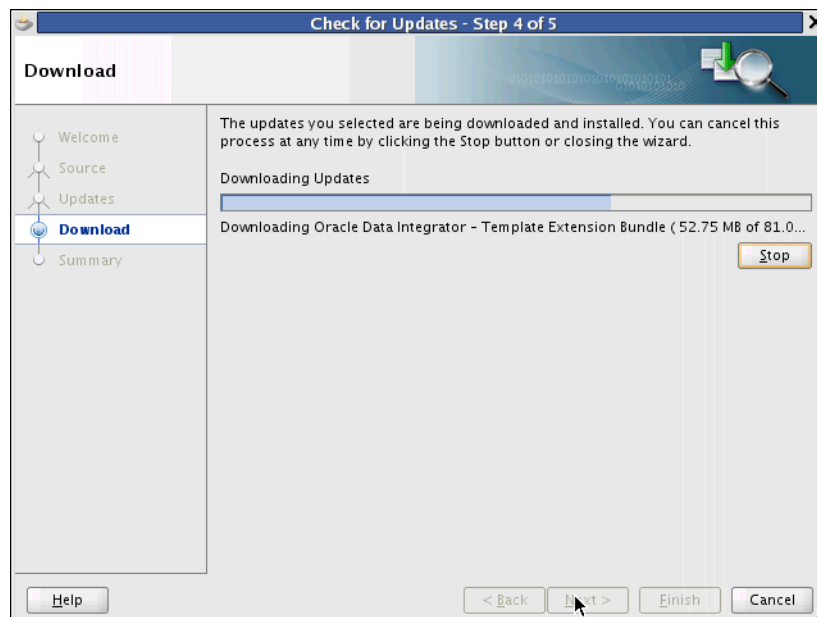 Check for Updates - Step 4 of 5
Download
Welcome
Source
Updates
Download
Summary
The updates you selected are being downloaded and installed. You can cancel this
process at any time by clicking the Stop button or closing the wizard.
Downloading Updates
Downloading Oracle Data Integrator - Template Extension Bundle ( 52.75 MB of 81.0...
Stop
Help
< Back
Next >
Finish
Cancel